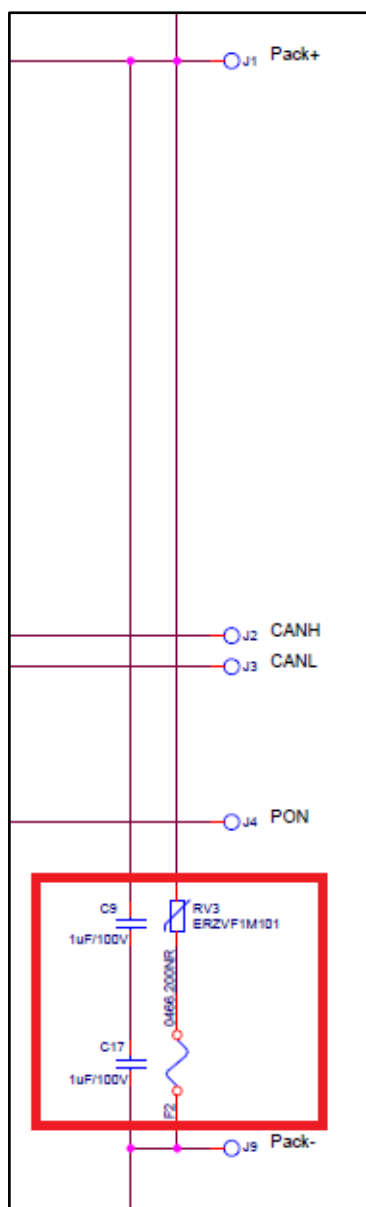 J1 Pack+
J2 CANH
J3 CANL
J4 PON
C9
1uF/100V
RV3
ERZVF1M101
0466.200NR
C17
1uF/100V
F2
J9 Pack-